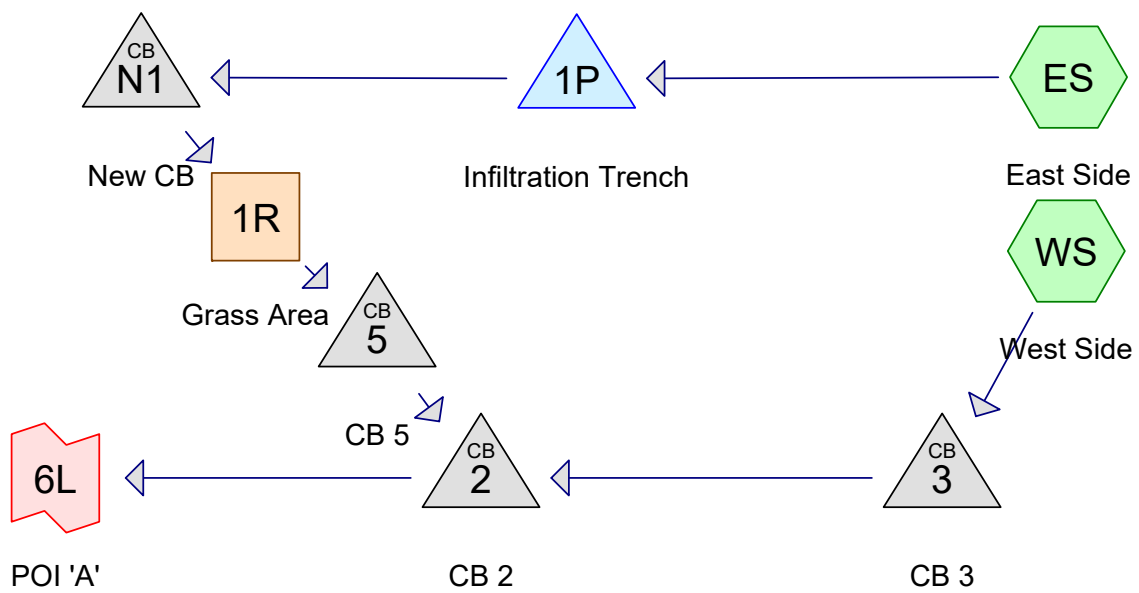 CB
N1
New CB
1P
Infiltration Trench
ES
East Side
1R
Grass Area
WS
West Side
CB
5
CB 5
6L
POI 'A'
CB
2
CB 2
CB
3
CB 3